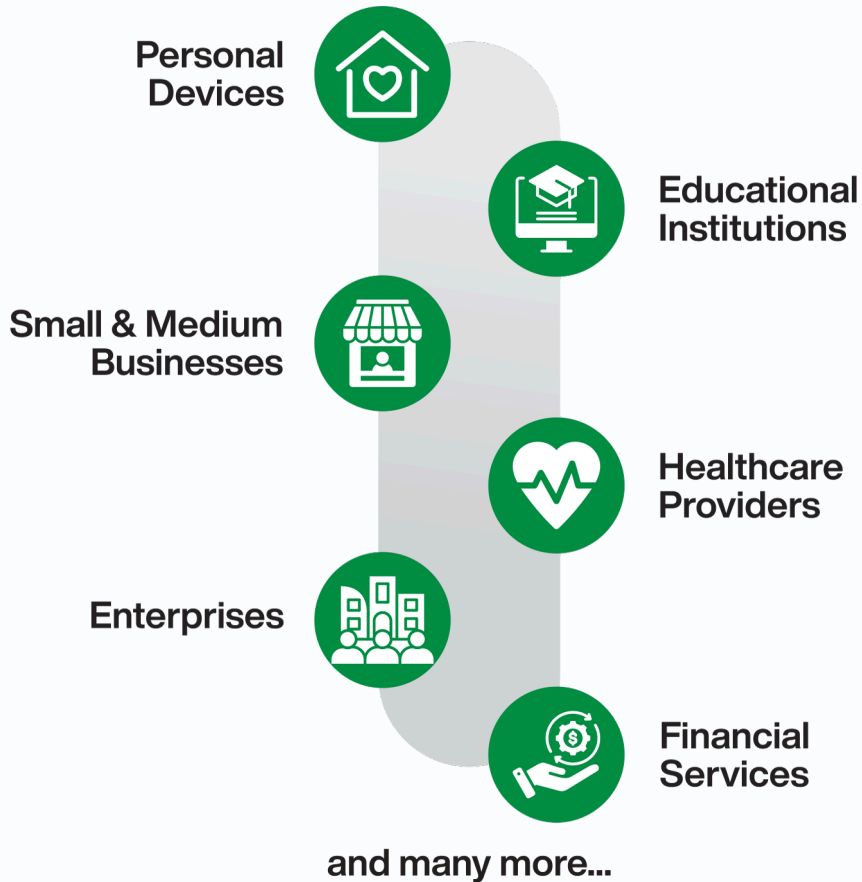 Personal
Devices
Educational
Institutions
Small & Medium
Businesses
Healthcare
Providers
Enterprises
$
Financial
Services
and many more...